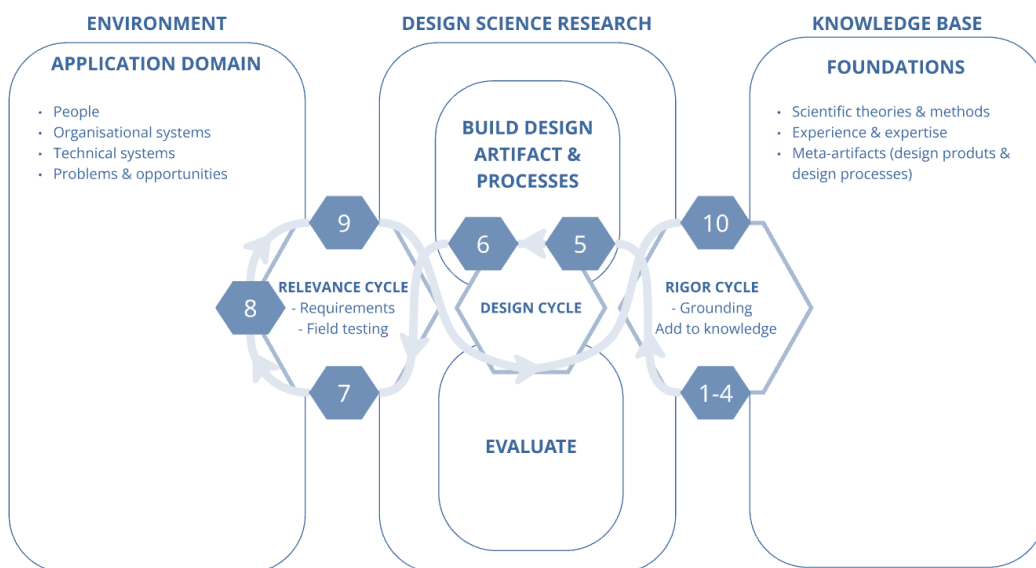 ENVIRONMENT
DESIGN SCIENCE RESEARCH
KNOWLEDGE BASE
APPLICATION DOMAIN
• People
• Organisational systems
• Technical systems
• Problems & opportunities
BUILD DESIGN
ARTIFACT &
PROCESSES
FOUNDATIONS
• Scientific theories & methods
• Experience & expertise
• Meta-artifacts (design produts &
design processes)
9
6
5
10
8
RELEVANCE CYCLE
- Requirements
- Field testing
DESIGN CYCLE
RIGOR CYCLE
- Grounding
Add to knowledge
7
1-4
EVALUATE